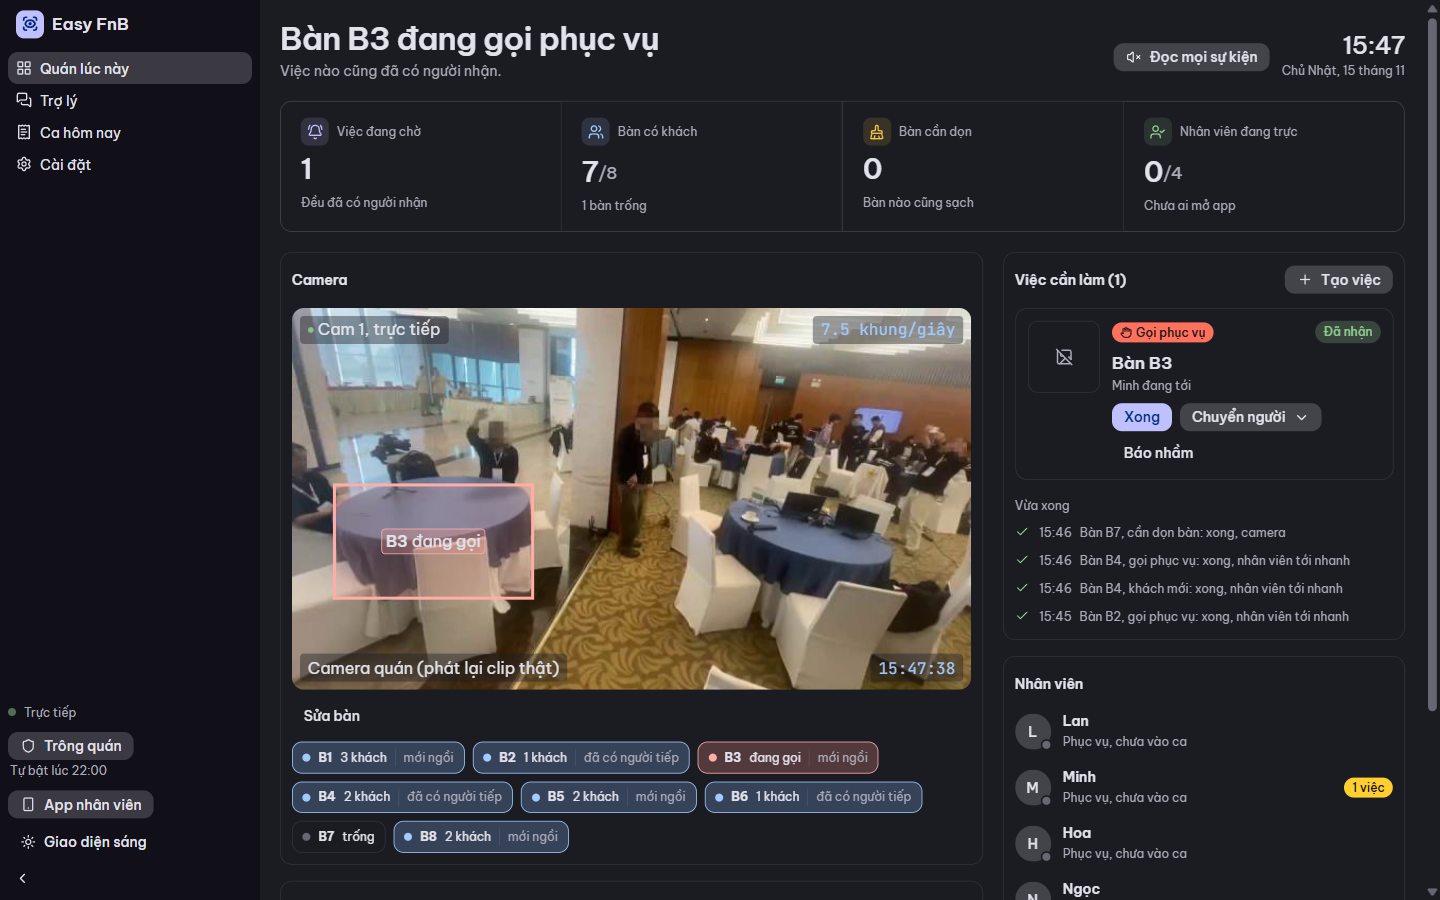 Easy FnB
Quán lúc này
Trợ lý
Ca hôm nay
Cài đặt
Trực tiếp
Trông quán
Tự bật lúc 22:00
App nhân viên
Giao diện sáng
Bàn B3 đang gọi phục vụ
Việc nào cũng đã có người nhận.
Đọc mọi sự kiện
15:47
Chủ Nhật, 15 tháng 11
Việc đang chờ
1
Đều đã có người nhận
Bàn có khách
7/8
1 bàn trống
Bàn cần dọn
0
Bàn nào cũng sạch
Nhân viên đang trực
0/4
Chưa ai mở app
Camera
Cam 1, trực tiếp
7.5 khung/giây
B3 đang gọi
Camera quán (phát lại clip thật)
15:47:38
Sửa bàn
B1 3 khách mới ngồi
B2 1 khách đã có người tiếp
B3 đang gọi mới ngồi
B4 2 khách đã có người tiếp
B5 2 khách mới ngồi
B6 1 khách đã có người tiếp
B7 trống
B8 2 khách mới ngồi
Việc cần làm (1)
Tạo việc
Gọi phục vụ
Đã nhận
Bàn B3
Minh đang tới
Xong
Chuyển người
Báo nhầm
Vừa xong
15:46 Bàn B7, cần dọn bàn: xong, camera
15:46 Bàn B4, gọi phục vụ: xong, nhân viên tới nhanh
15:46 Bàn B4, khách mới: xong, nhân viên tới nhanh
15:45 Bàn B2, gọi phục vụ: xong, nhân viên tới nhanh
Nhân viên
L
Lan
Phục vụ, chưa vào ca
M
Minh
Phục vụ, chưa vào ca
1 việc
H
Hoa
Phục vụ, chưa vào ca
N
Ngọc